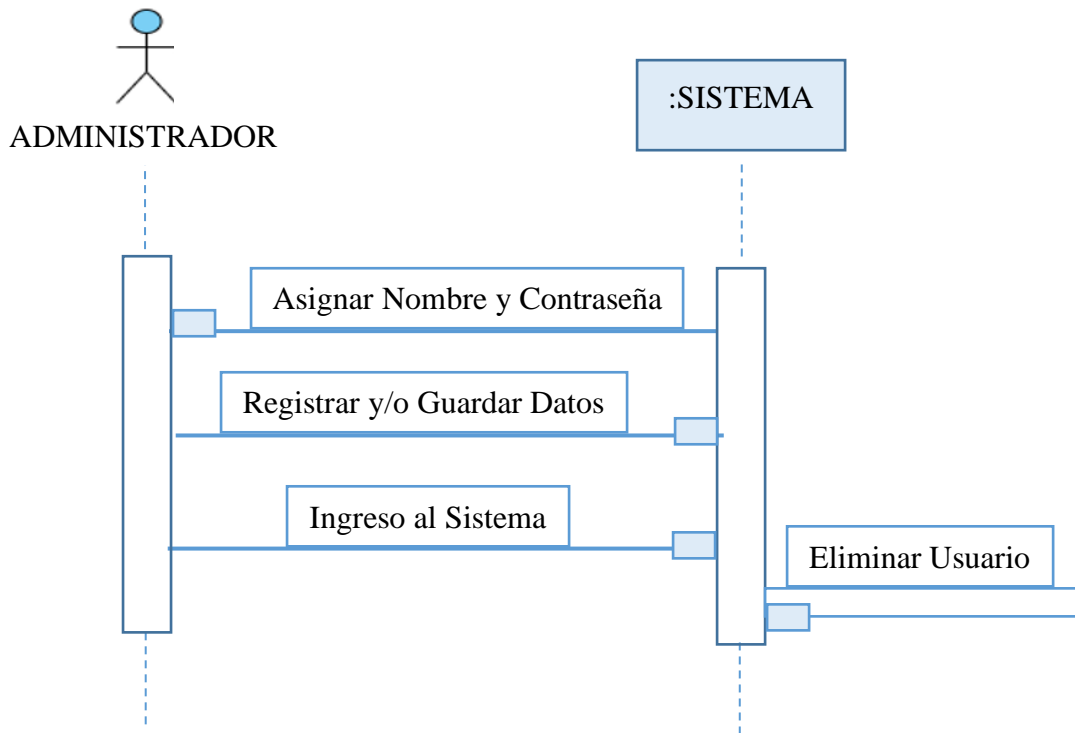 ADMINISTRADOR
:SISTEMA
Asignar Nombre y Contraseña
Registrar y/o Guardar Datos
Ingreso al Sistema
Eliminar Usuario